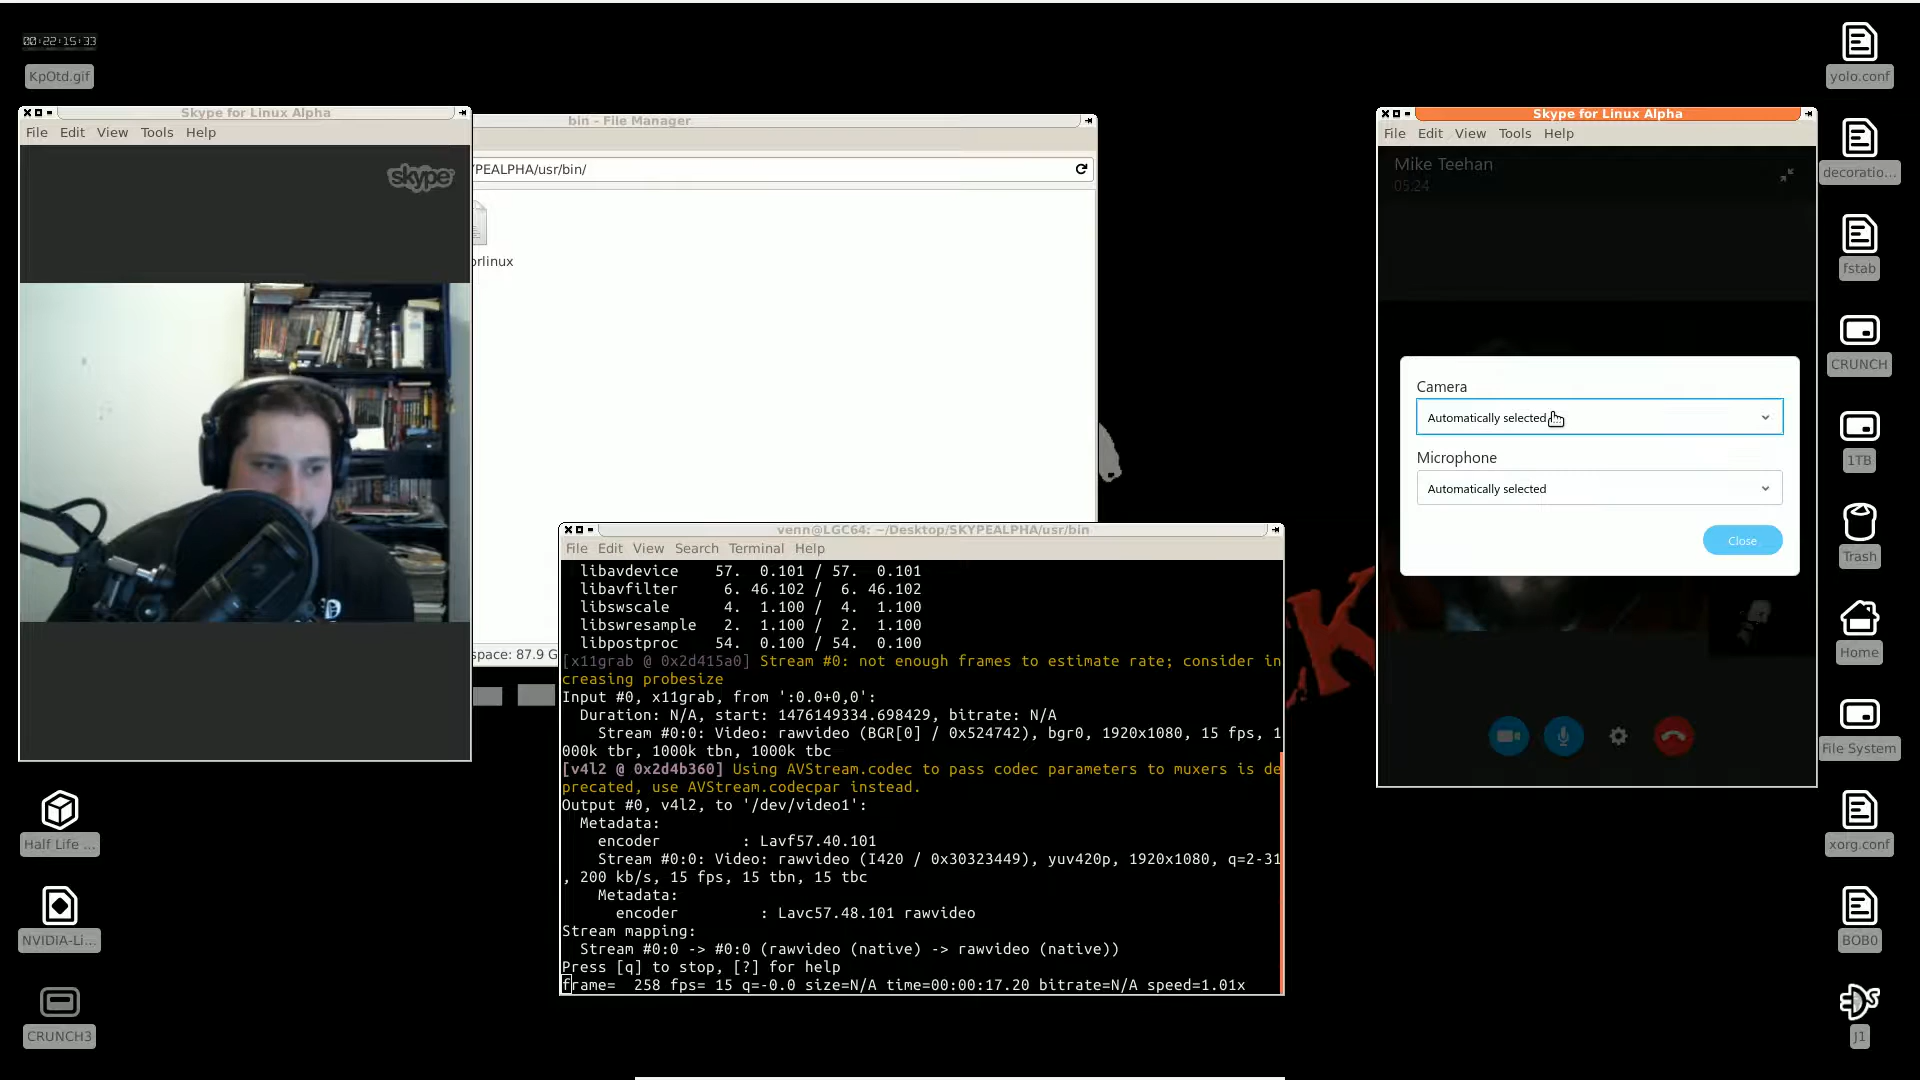 00:22:15:33
KpOtd.gif
Skype for Linux Alpha
File Edit View Tools Help
skype
bin - File Manager
YPEALPHA/usr/bin/
orlinux
space: 87.9 G
venn@LGC64: ~/Desktop/SKYPEALPHA/usr/bin
File Edit View Search Terminal Help
libavdevice 57. 0.101 / 57. 0.101
libavfilter 6. 46.102 / 6. 46.102
libswscale 4. 1.100 / 4. 1.100
libswresample 2. 1.100 / 2. 1.100
libpostproc 54. 0.100 / 54. 0.100
[x11grab @ 0x2d415a0] Stream #0: not enough frames to estimate rate; consider in
creasing probesize
Input #0, x11grab, from ':0.0+0,0':
Duration: N/A, start: 1476149334.698429, bitrate: N/A
Stream #0:0: Video: rawvideo (BGR[0] / 0x524742), bgr0, 1920x1080, 15 fps, 1
000k tbr, 1000k tbn, 1000k tbc
[v4l2 @ 0x2d4b360] Using AVStream.codec to pass codec parameters to muxers is de
precated, use AVStream.codecpar instead.
Output #0, v4l2, to '/dev/video1':
Metadata:
encoder : Lavf57.40.101
Stream #0:0: Video: rawvideo (I420 / 0x30323449), yuv420p, 1920x1080, q=2-31
, 200 kb/s, 15 fps, 15 tbn, 15 tbc
Metadata:
encoder : Lavc57.48.101 rawvideo
Stream mapping:
Stream #0:0 -> #0:0 (rawvideo (native) -> rawvideo (native))
Press [q] to stop, [?] for help
frame= 258 fps= 15 q=-0.0 size=N/A time=00:00:17.20 bitrate=N/A speed=1.01x
Skype for Linux Alpha
File Edit View Tools Help
Mike Teehan
05:24
Camera
Automatically selected
Microphone
Automatically selected
Close
Half Life ...
NVIDIA-Li...
CRUNCH3
yolo.conf
decoratio...
fstab
CRUNCH
1TB
Trash
Home
File System
xorg.conf
BOB0
J1